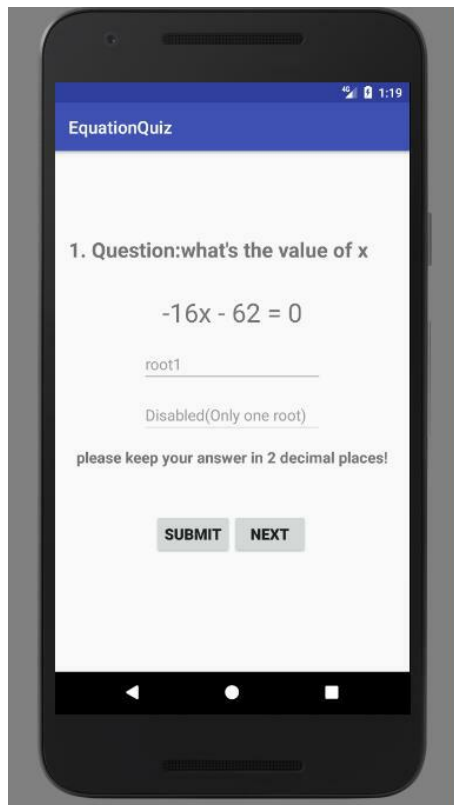 4G 1:19
EquationQuiz
1. Question:what's the value of x
-16x - 62 = 0
root1
Disabled(Only one root)
please keep your answer in 2 decimal places!
SUBMIT NEXT